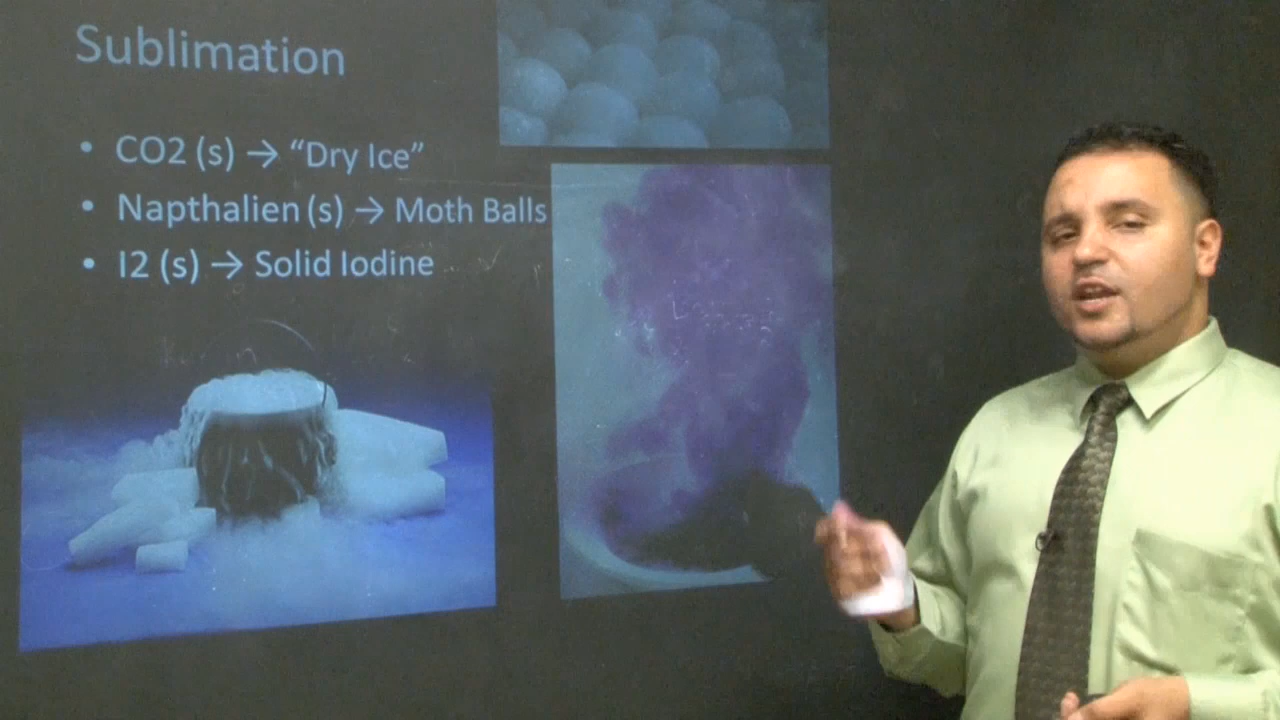 Sublimation
• CO2 (s) → “Dry Ice”
• Napthalien (s) → Moth Balls
• I2 (s) → Solid Iodine